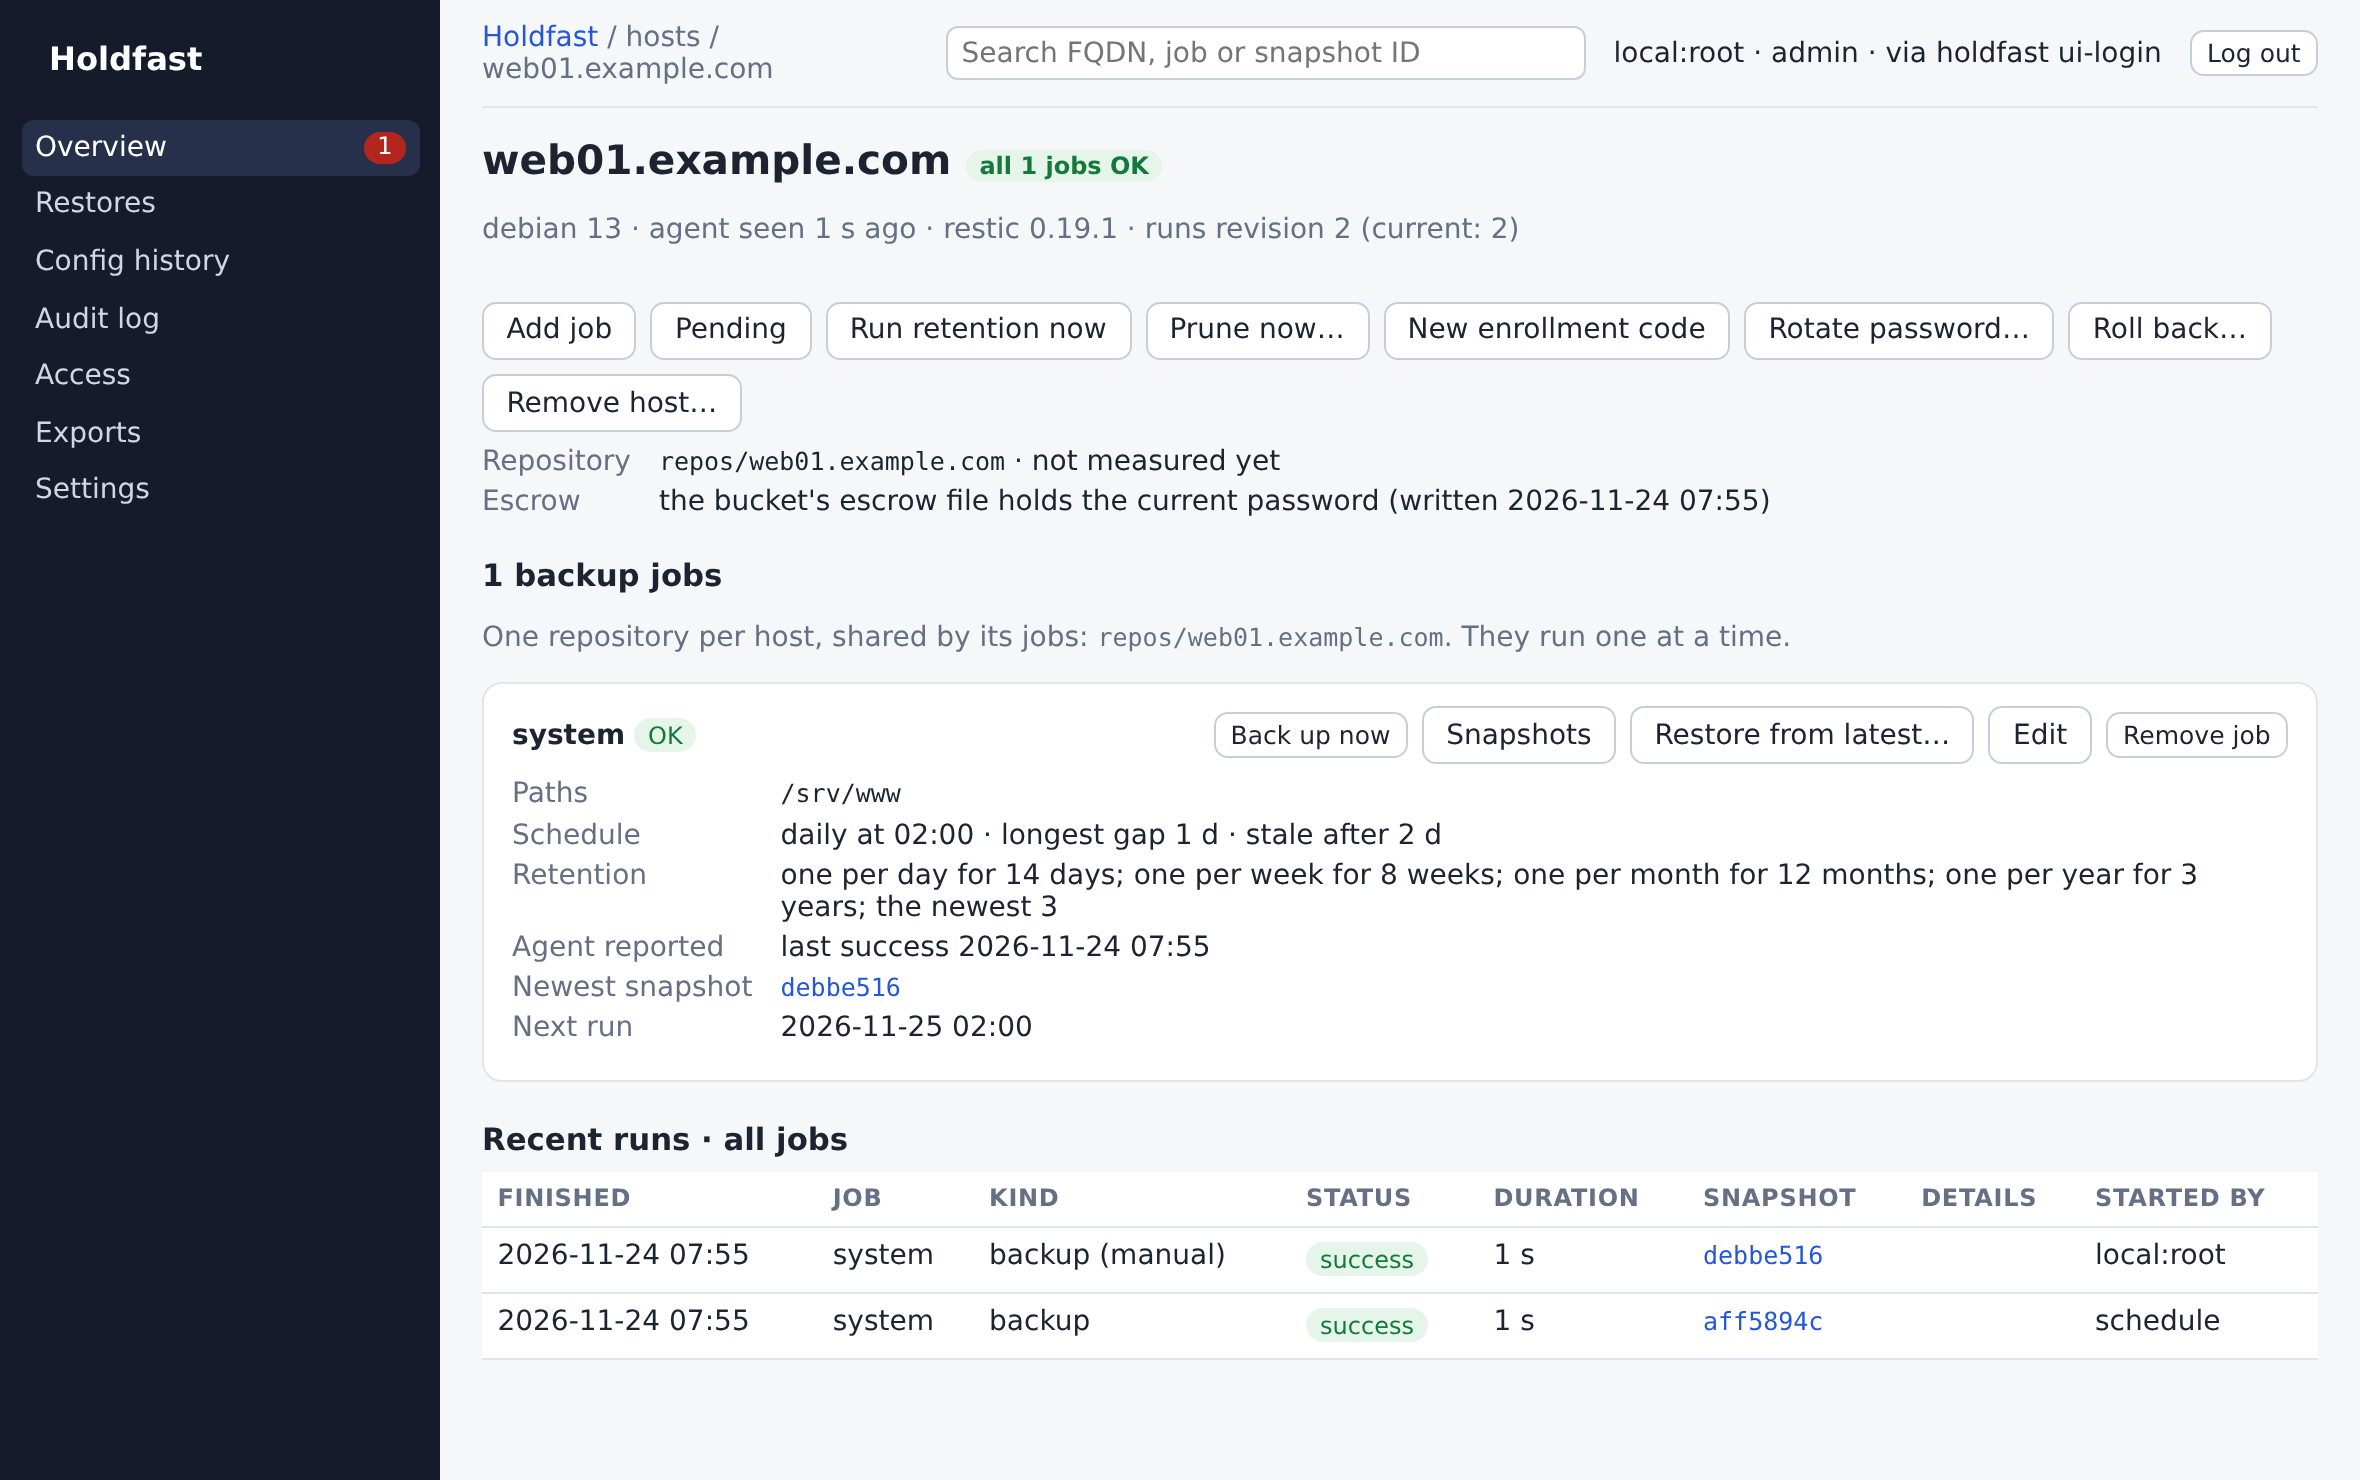 Holdfast
Overview 1
Restores
Config history
Audit log
Access
Exports
Settings
Holdfast / hosts /
web01.example.com
Search FQDN, job or snapshot ID
local:root · admin · via holdfast ui-login
Log out
web01.example.com all 1 jobs OK
debian 13 · agent seen 1 s ago · restic 0.19.1 · runs revision 2 (current: 2)
Add job Pending Run retention now Prune now… New enrollment code Rotate password… Roll back…
Remove host…
Repository repos/web01.example.com · not measured yet
Escrow the bucket's escrow file holds the current password (written 2026-11-24 07:55)
1 backup jobs
One repository per host, shared by its jobs: repos/web01.example.com. They run one at a time.
system OK Back up now Snapshots Restore from latest… Edit Remove job
Paths /srv/www
Schedule daily at 02:00 · longest gap 1 d · stale after 2 d
Retention one per day for 14 days; one per week for 8 weeks; one per month for 12 months; one per year for 3
years; the newest 3
Agent reported last success 2026-11-24 07:55
Newest snapshot debbe516
Next run 2026-11-25 02:00
Recent runs · all jobs
FINISHED JOB KIND STATUS DURATION SNAPSHOT DETAILS STARTED BY
2026-11-24 07:55 system backup (manual) success 1 s debbe516 local:root
2026-11-24 07:55 system backup success 1 s aff5894c schedule